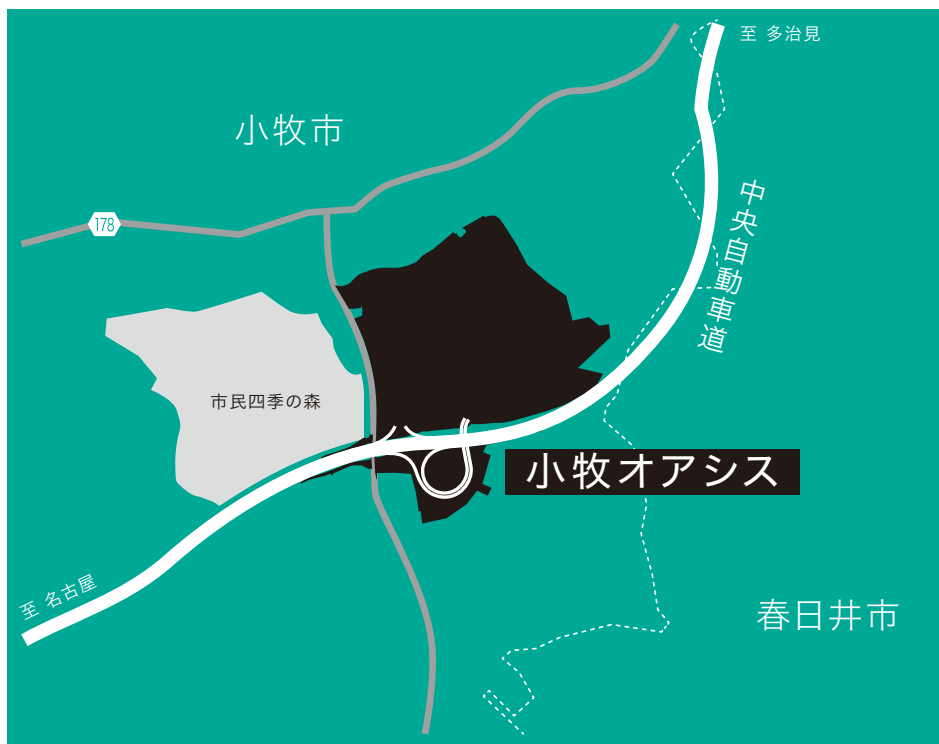 至 多治見
小牧市
178
中央自動車道
市民四季の森
小牧オアシス
至 名古屋
春日井市